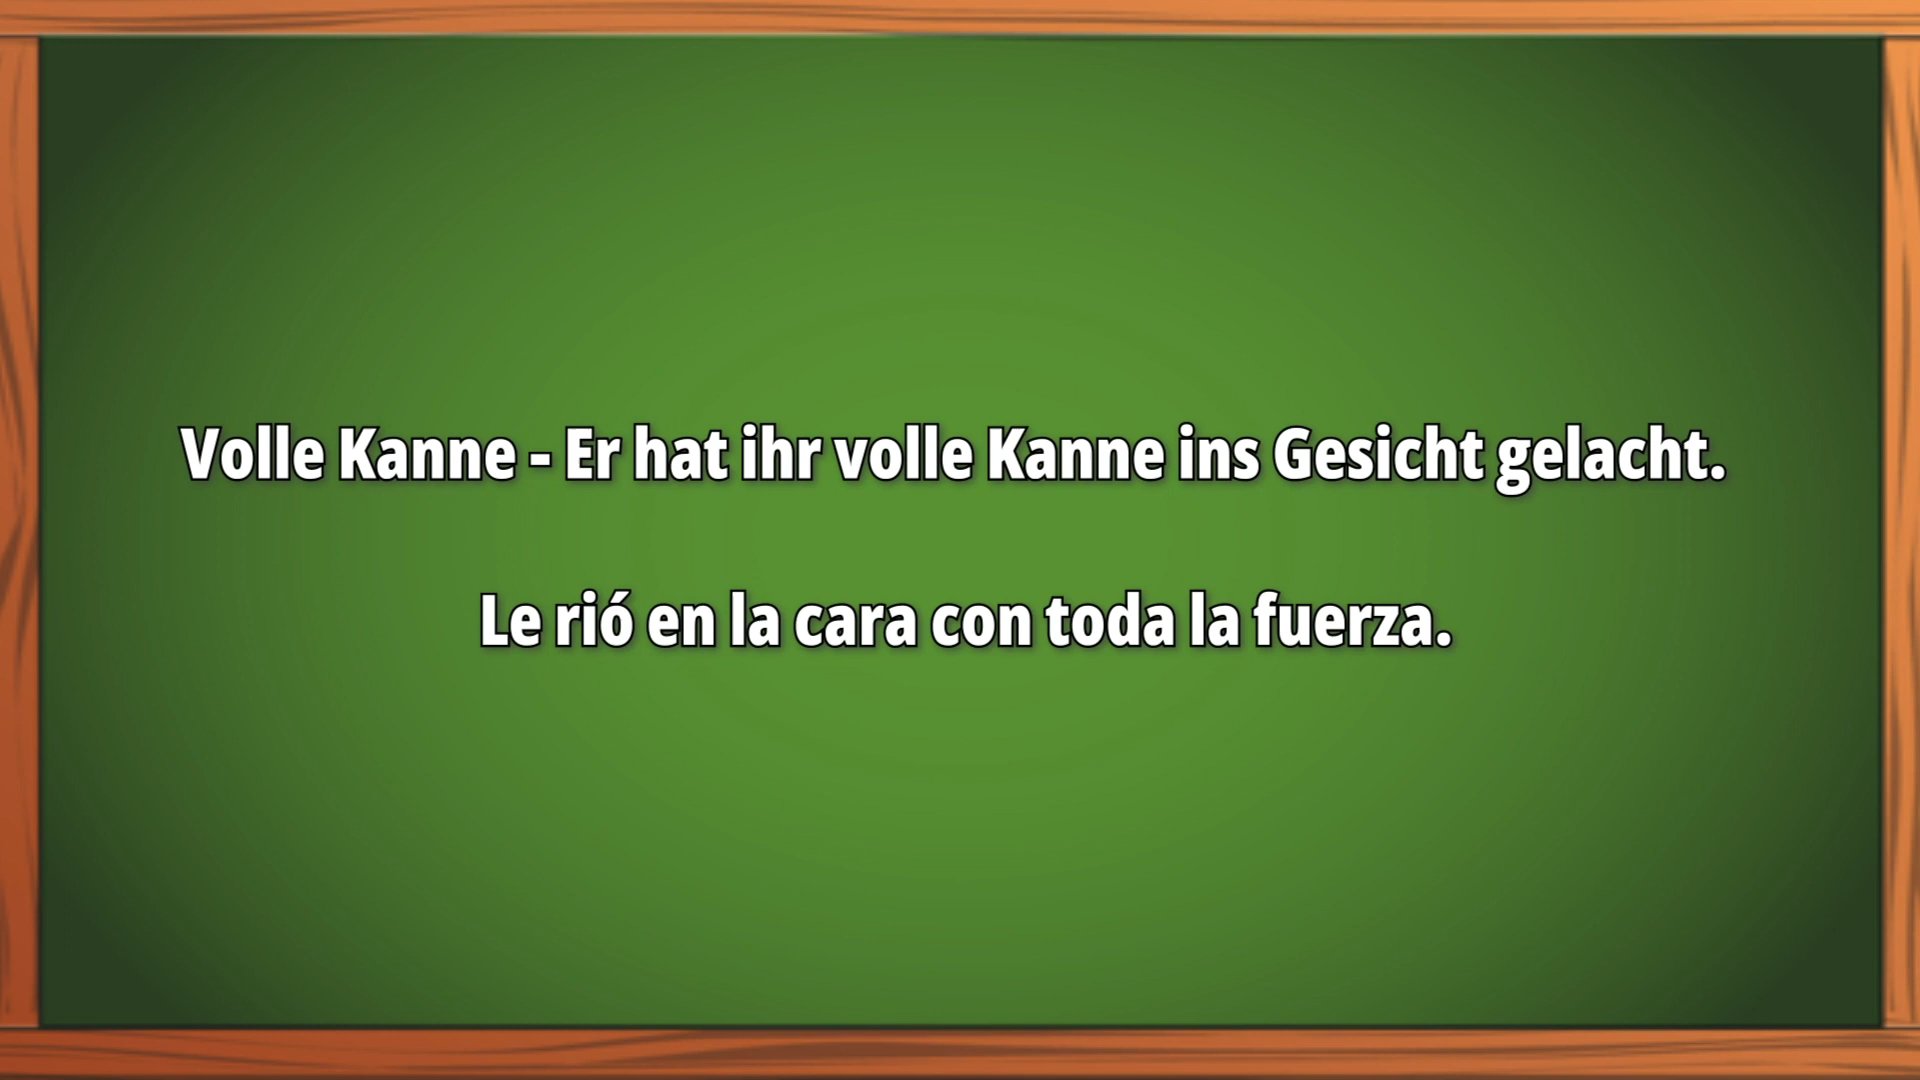 Volle Kanne - Er hat ihr volle Kanne ins Gesicht gelacht.
Le rió en la cara con toda la fuerza.